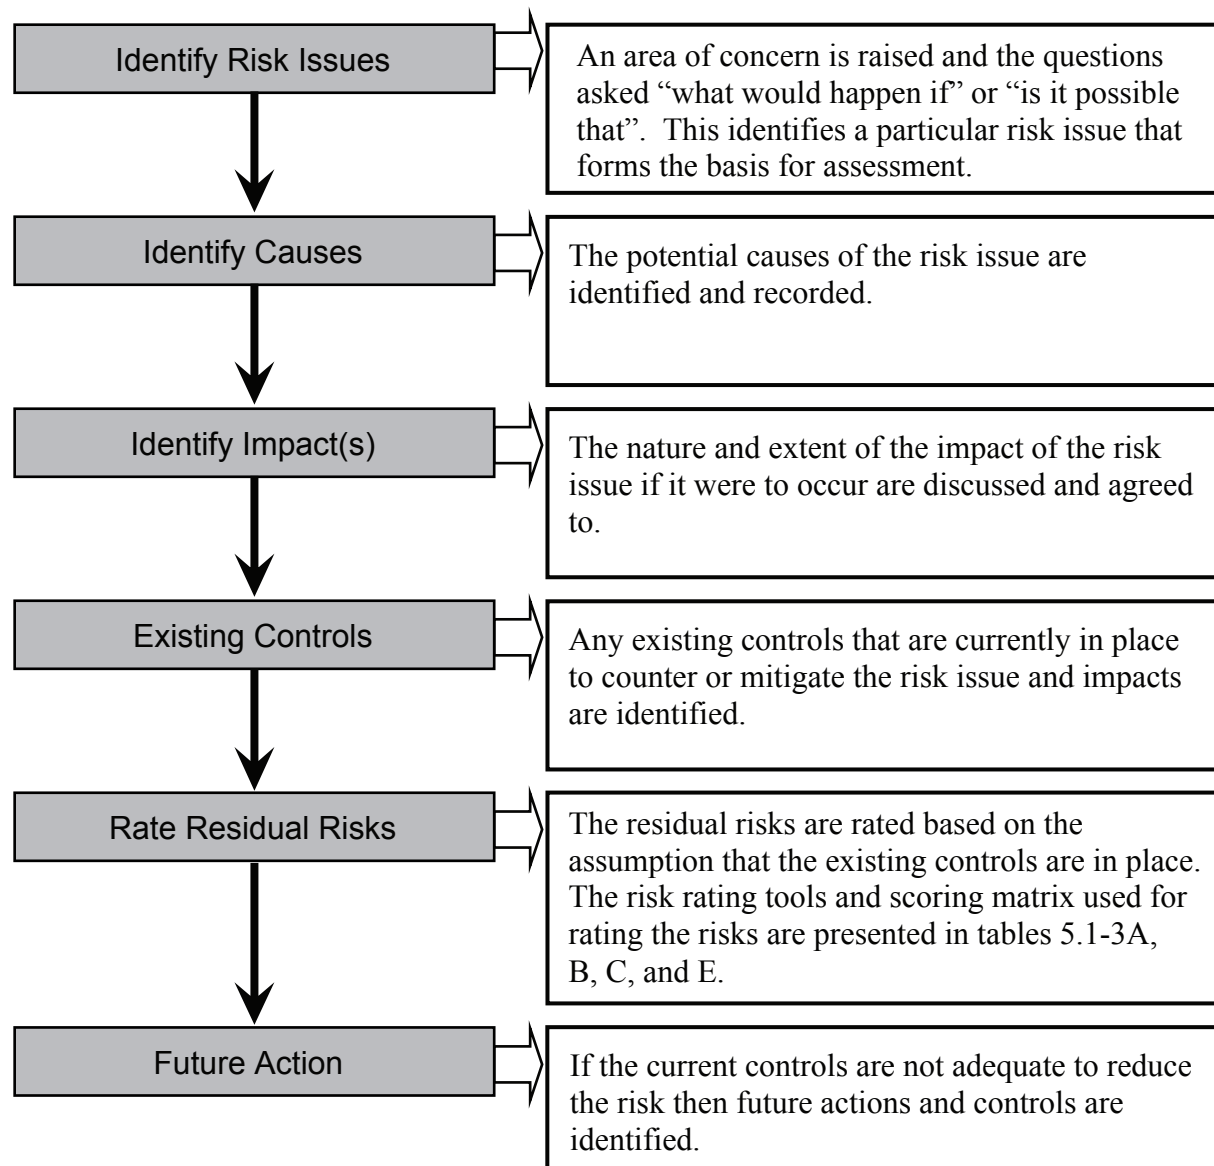 Identify Risk Issues
An area of concern is raised and the questions
asked “what would happen if” or “is it possible
that”.  This identifies a particular risk issue that
forms the basis for assessment.
Identify Causes
The potential causes of the risk issue are
identified and recorded.
Identify Impact(s)
The nature and extent of the impact of the risk
issue if it were to occur are discussed and agreed
to.
Existing Controls
Any existing controls that are currently in place
to counter or mitigate the risk issue and impacts
are identified.
Rate Residual Risks
The residual risks are rated based on the
assumption that the existing controls are in place.
The risk rating tools and scoring matrix used for
rating the risks are presented in tables 5.1-3A,
B, C, and E.
Future Action
If the current controls are not adequate to reduce
the risk then future actions and controls are
identified.